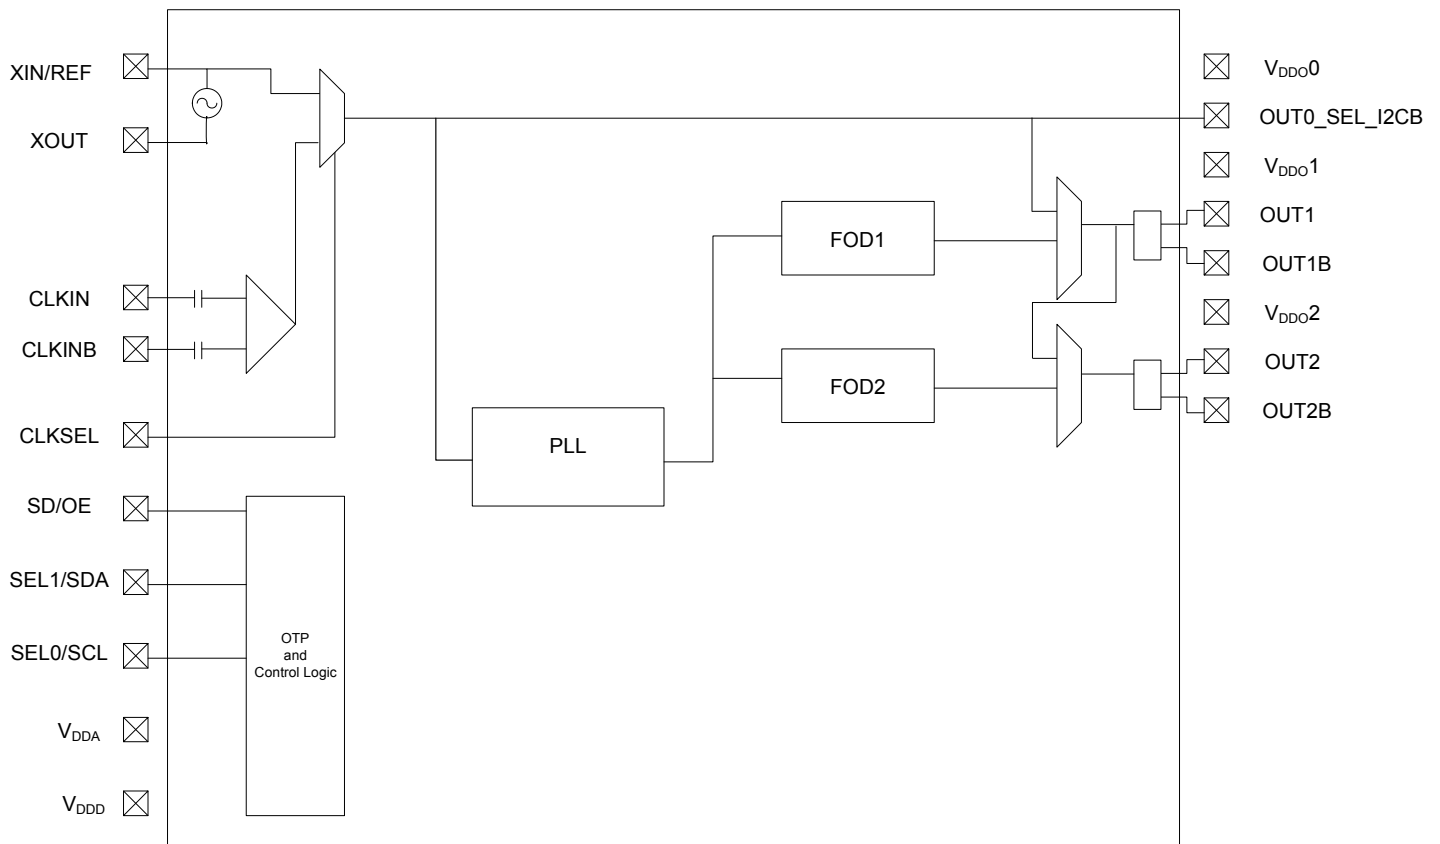 XIN/REF
XOUT
CLKIN
CLKINB
CLKSEL
SD/OE
SEL1/SDA
SEL0/SCL
VDDA
VDDD
OTP
and
Control Logic
PLL
FOD1
FOD2
VDDO0
OUT0_SEL_I2CB
VDDO1
OUT1
OUT1B
VDDO2
OUT2
OUT2B